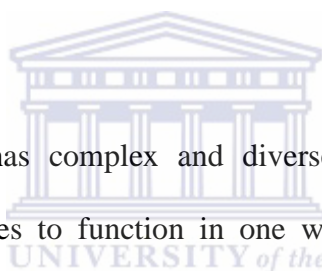 has complex and diverse
es to function in one w
UNIVERSITY of the